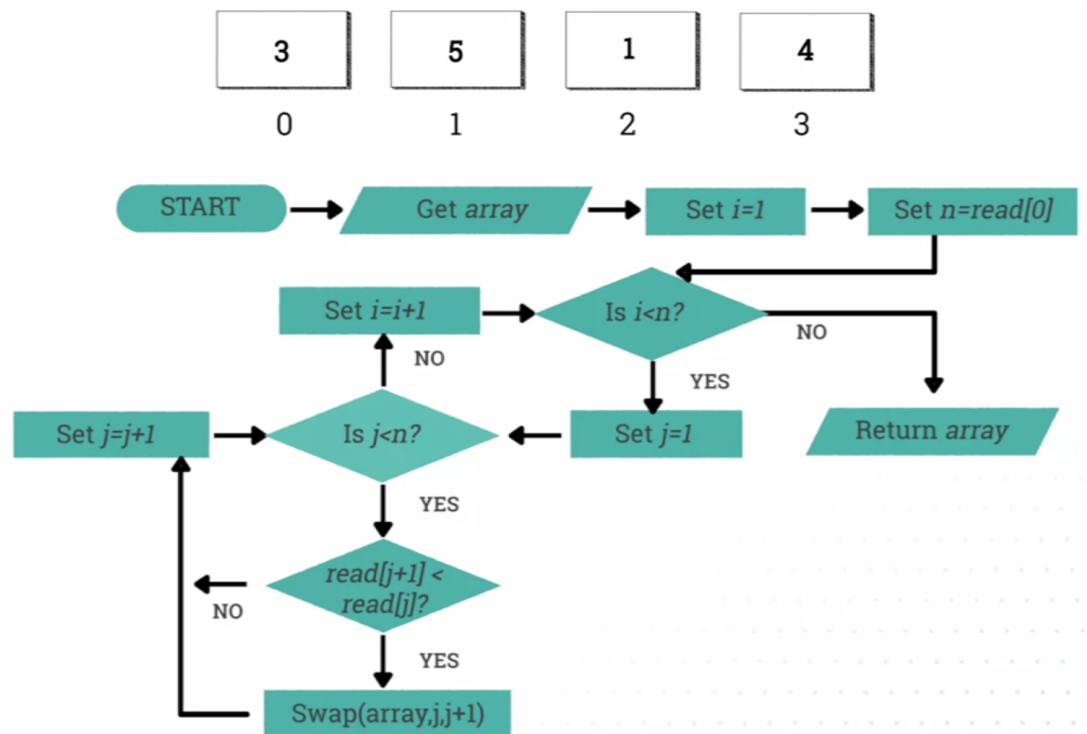 3 5 1 4
0 1 2 3
START Get array Set i=1 Set n=read[0]
Set i=i+1 Is i<n?
NO
NO
YES
Set j=j+1 Is j<n? Set j=1 Return array
YES
read[j+1] <
read[j]?
NO
YES
Swap(array,j,j+1)